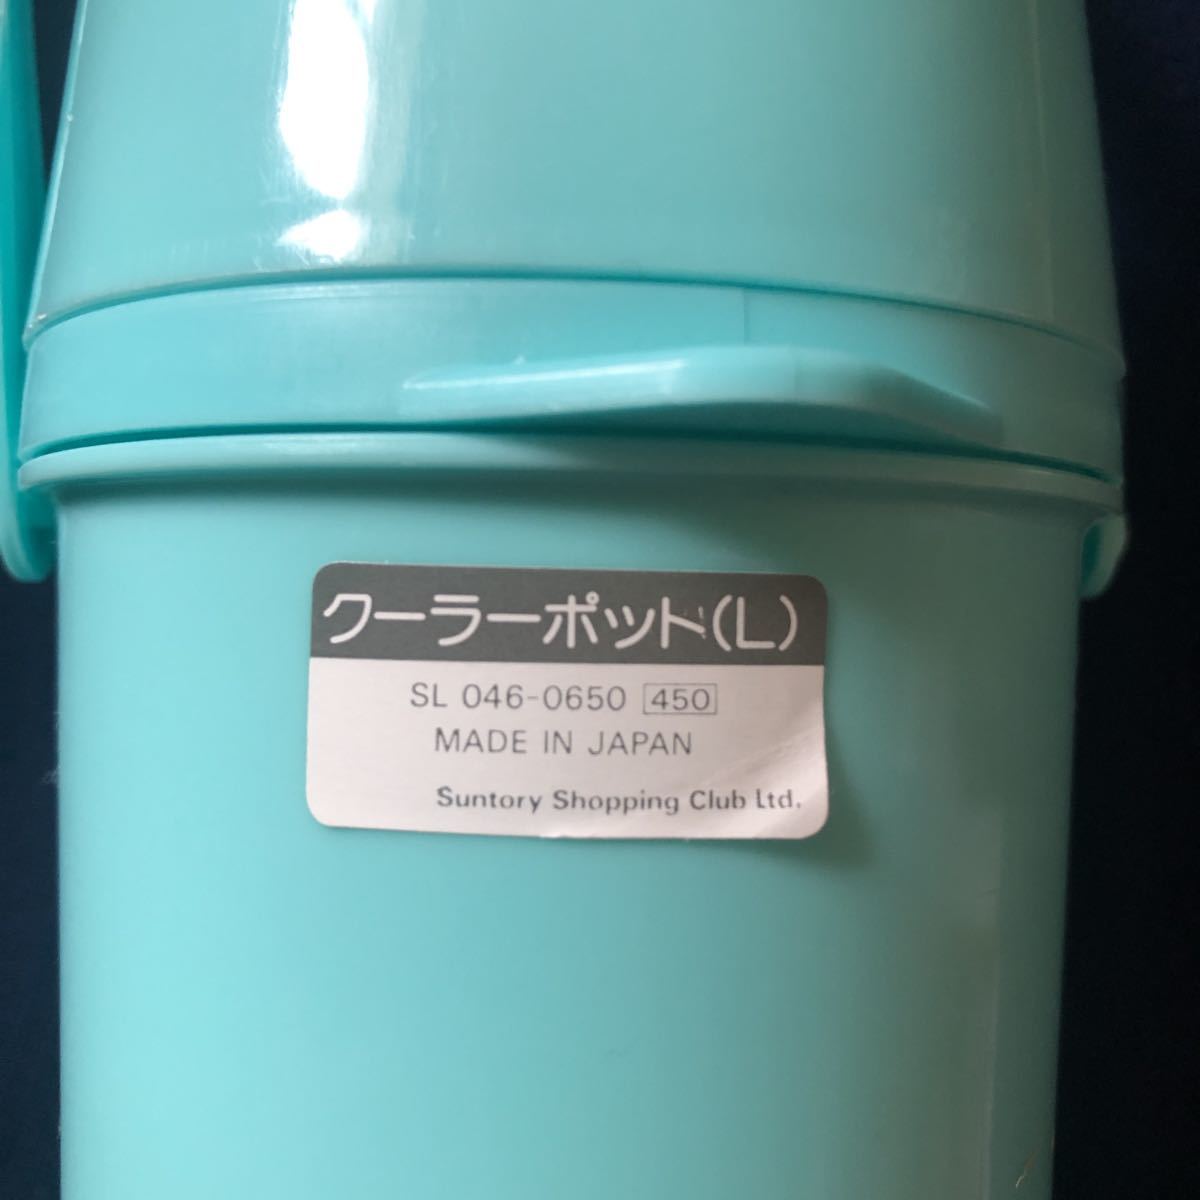 クーラーポット(L)
SL 046-0650 450
MADE IN JAPAN
Suntory Shopping Club Ltd.